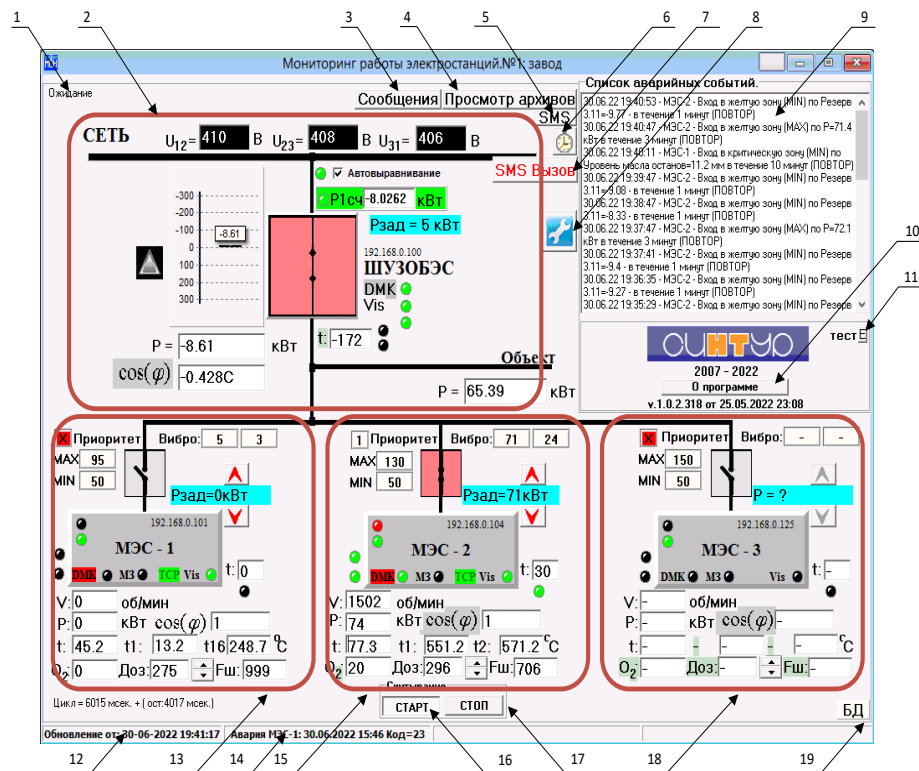 1 2 3 4 5 6 7 8 9
Мониторинг работы электростанций.№1: завод
Ожидание
Сообщения Просмотр архивов
SMS
SMS Вызов
Список аварийных событий.
30.06.22 19:40:53 - МЭС-2 - Вход в желтую зону (MIN) по Резерв
3.11=-9.77 - в течение 1 минут (ПОВТОР)
30.06.22 19:40:47 - МЭС-2 - Вход в желтую зону (MAX) по P=71.4
кВт в течение 3 минут (ПОВТОР)
30.06.22 19:40:11 - МЭС-1 - Вход в критическую зону (MIN) по
Уровень масла останов=11.2 мм в течение 10 минут (ПОВТОР)
30.06.22 19:39:47 - МЭС-2 - Вход в желтую зону (MIN) по Резерв
3.11=-9.08 - в течение 1 минут (ПОВТОР)
30.06.22 19:38:47 - МЭС-2 - Вход в желтую зону (MIN) по Резерв
3.11=-8.33 - в течение 1 минут (ПОВТОР)
30.06.22 19:37:47 - МЭС-2 - Вход в желтую зону (MAX) по P=72.1
кВт в течение 3 минут (ПОВТОР)
30.06.22 19:37:41 - МЭС-2 - Вход в желтую зону (MIN) по Резерв
3.11=-9.4 - в течение 1 минут (ПОВТОР)
30.06.22 19:36:35 - МЭС-2 - Вход в желтую зону (MIN) по Резерв
3.11=-9.27 - в течение 1 минут (ПОВТОР)
30.06.22 19:35:29 - МЭС-2 - Вход в желтую зону (MIN) по Резерв
10
11
СЕТЬ U12= 410 В U23= 408 В U31= 406 В
Автовыравнивание
P1сч -8.0262 кВт
Рзад = 5 кВт
-300
-200
-100
0
100
200
300
-8.61
192.168.0.100
ШУЗОБЭС
DMK
Vis
t: -172
P = -8.61 кВт
cos(φ) -0.428C
Объект
P = 65.39 кВт
СИНТУР
тест Е
2007 - 2022
О программе
v.1.0.2.318 от 25.05.2022 23:08
X Приоритет Вибро: 5 3
MAX 95
MIN 50
Рзад=0кВт
192.168.0.101
МЭС - 1
DMK МЗ TCP Vis
t: 0
V: 0 об/мин
P: 0 кВт cos(φ) 1
t: 45.2 t1: 13.2 t16 248.7 °C
O2: 0 Доз: 275 Fш: 999
1 Приоритет Вибро: 71 24
MAX 130
MIN 50
Рзад=71кВт
192.168.0.104
МЭС - 2
DMK МЗ TCP Vis
t: 30
V: 1502 об/мин
P: 74 кВт cos(φ) 1
t: 77.3 t1: 551.2 t2: 571.2 °C
O2 20 Доз: 296 Fш: 706
X Приоритет Вибро: - -
MAX 150
MIN 50
P = ?
192.168.0.125
МЭС - 3
DMK МЗ Vis
t: -
V: - об/мин
P: - кВт cos(φ) -
t: - - - - °C
O2 - Доз: - Fш: -
Считывание
СТАРТ СТОП
БД
Цикл = 6015 мсек. + ( ост:4017 мсек.)
Обновление от: 30-06-2022 19:41:17 Авария МЭС-1: 30.06.2022 15:46 Код=23
12 13 14 15 16 17 18 19